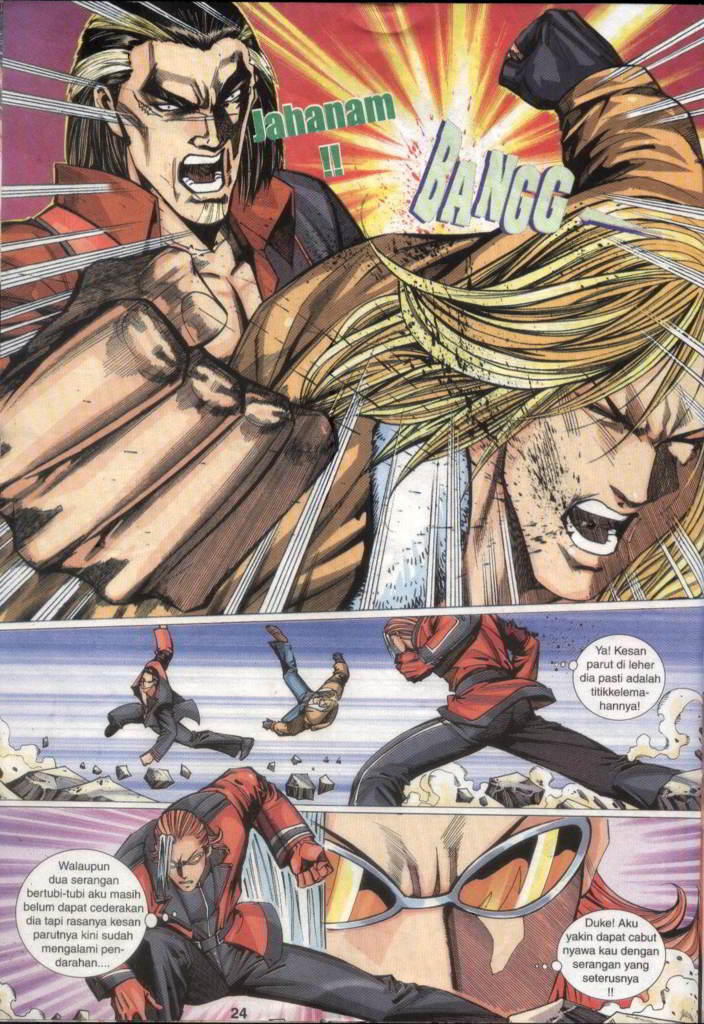 Jahanam
!!
BANGG
Ya! Kesan
parut di leher
dia pasti adalah
titikkelema-
hannya!
Walaupun
dua serangan
bertubi-tubi aku masih
belum dapat cederakan
dia tapi rasanya kesan
parutnya kini sudah
mengalami pen-
darahan....
Duke! Aku
yakin dapat cabut
nyawa kau dengan
serangan yang
seterusnya
!!
24